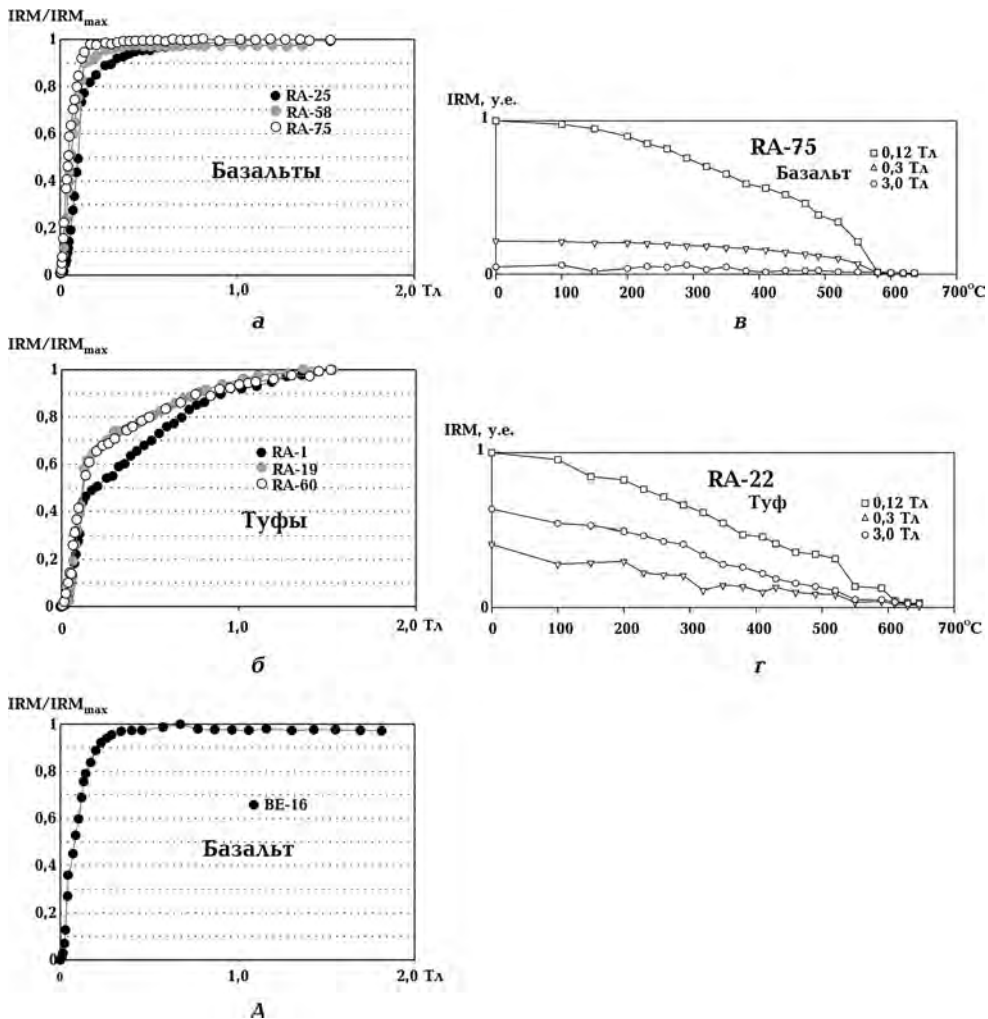 IRM/IRMmax
1
0,8
0,6
0,4
0,2
0
RA-25
RA-58
RA-75
Базальты
0
1,0
2,0 Тл
а
IRM, у.е.
1
0
RA-75
Базальт
0,12 Тл
0,3 Тл
3,0 Тл
0 100 200 300 400 500 600 700°C
в
IRM/IRMmax
1
0,8
0,6
0,4
0,2
0
RA-1
RA-19
RA-60
Туфы
0
1,0
2,0 Тл
б
IRM, у.е.
1
0
RA-22
Туф
0,12 Тл
0,3 Тл
3,0 Тл
0 100 200 300 400 500 600 700°C
г
IRM/IRMmax
1
0,8
0,6
0,4
0,2
0
BE-16
Базальт
0
1,0
2,0 Тл
А